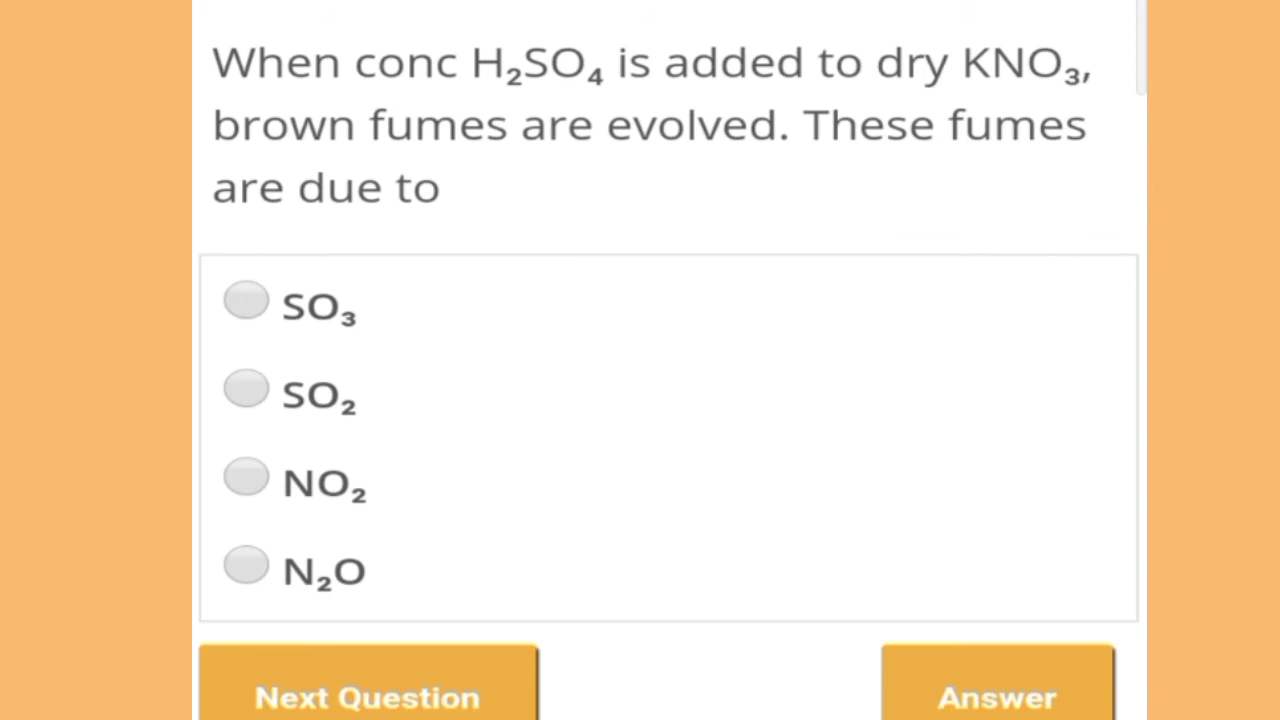 When conc H₂SO₄ is added to dry KNO₃,
brown fumes are evolved. These fumes
are due to
SO₃
SO₂
NO₂
N₂O
Next Question
Answer